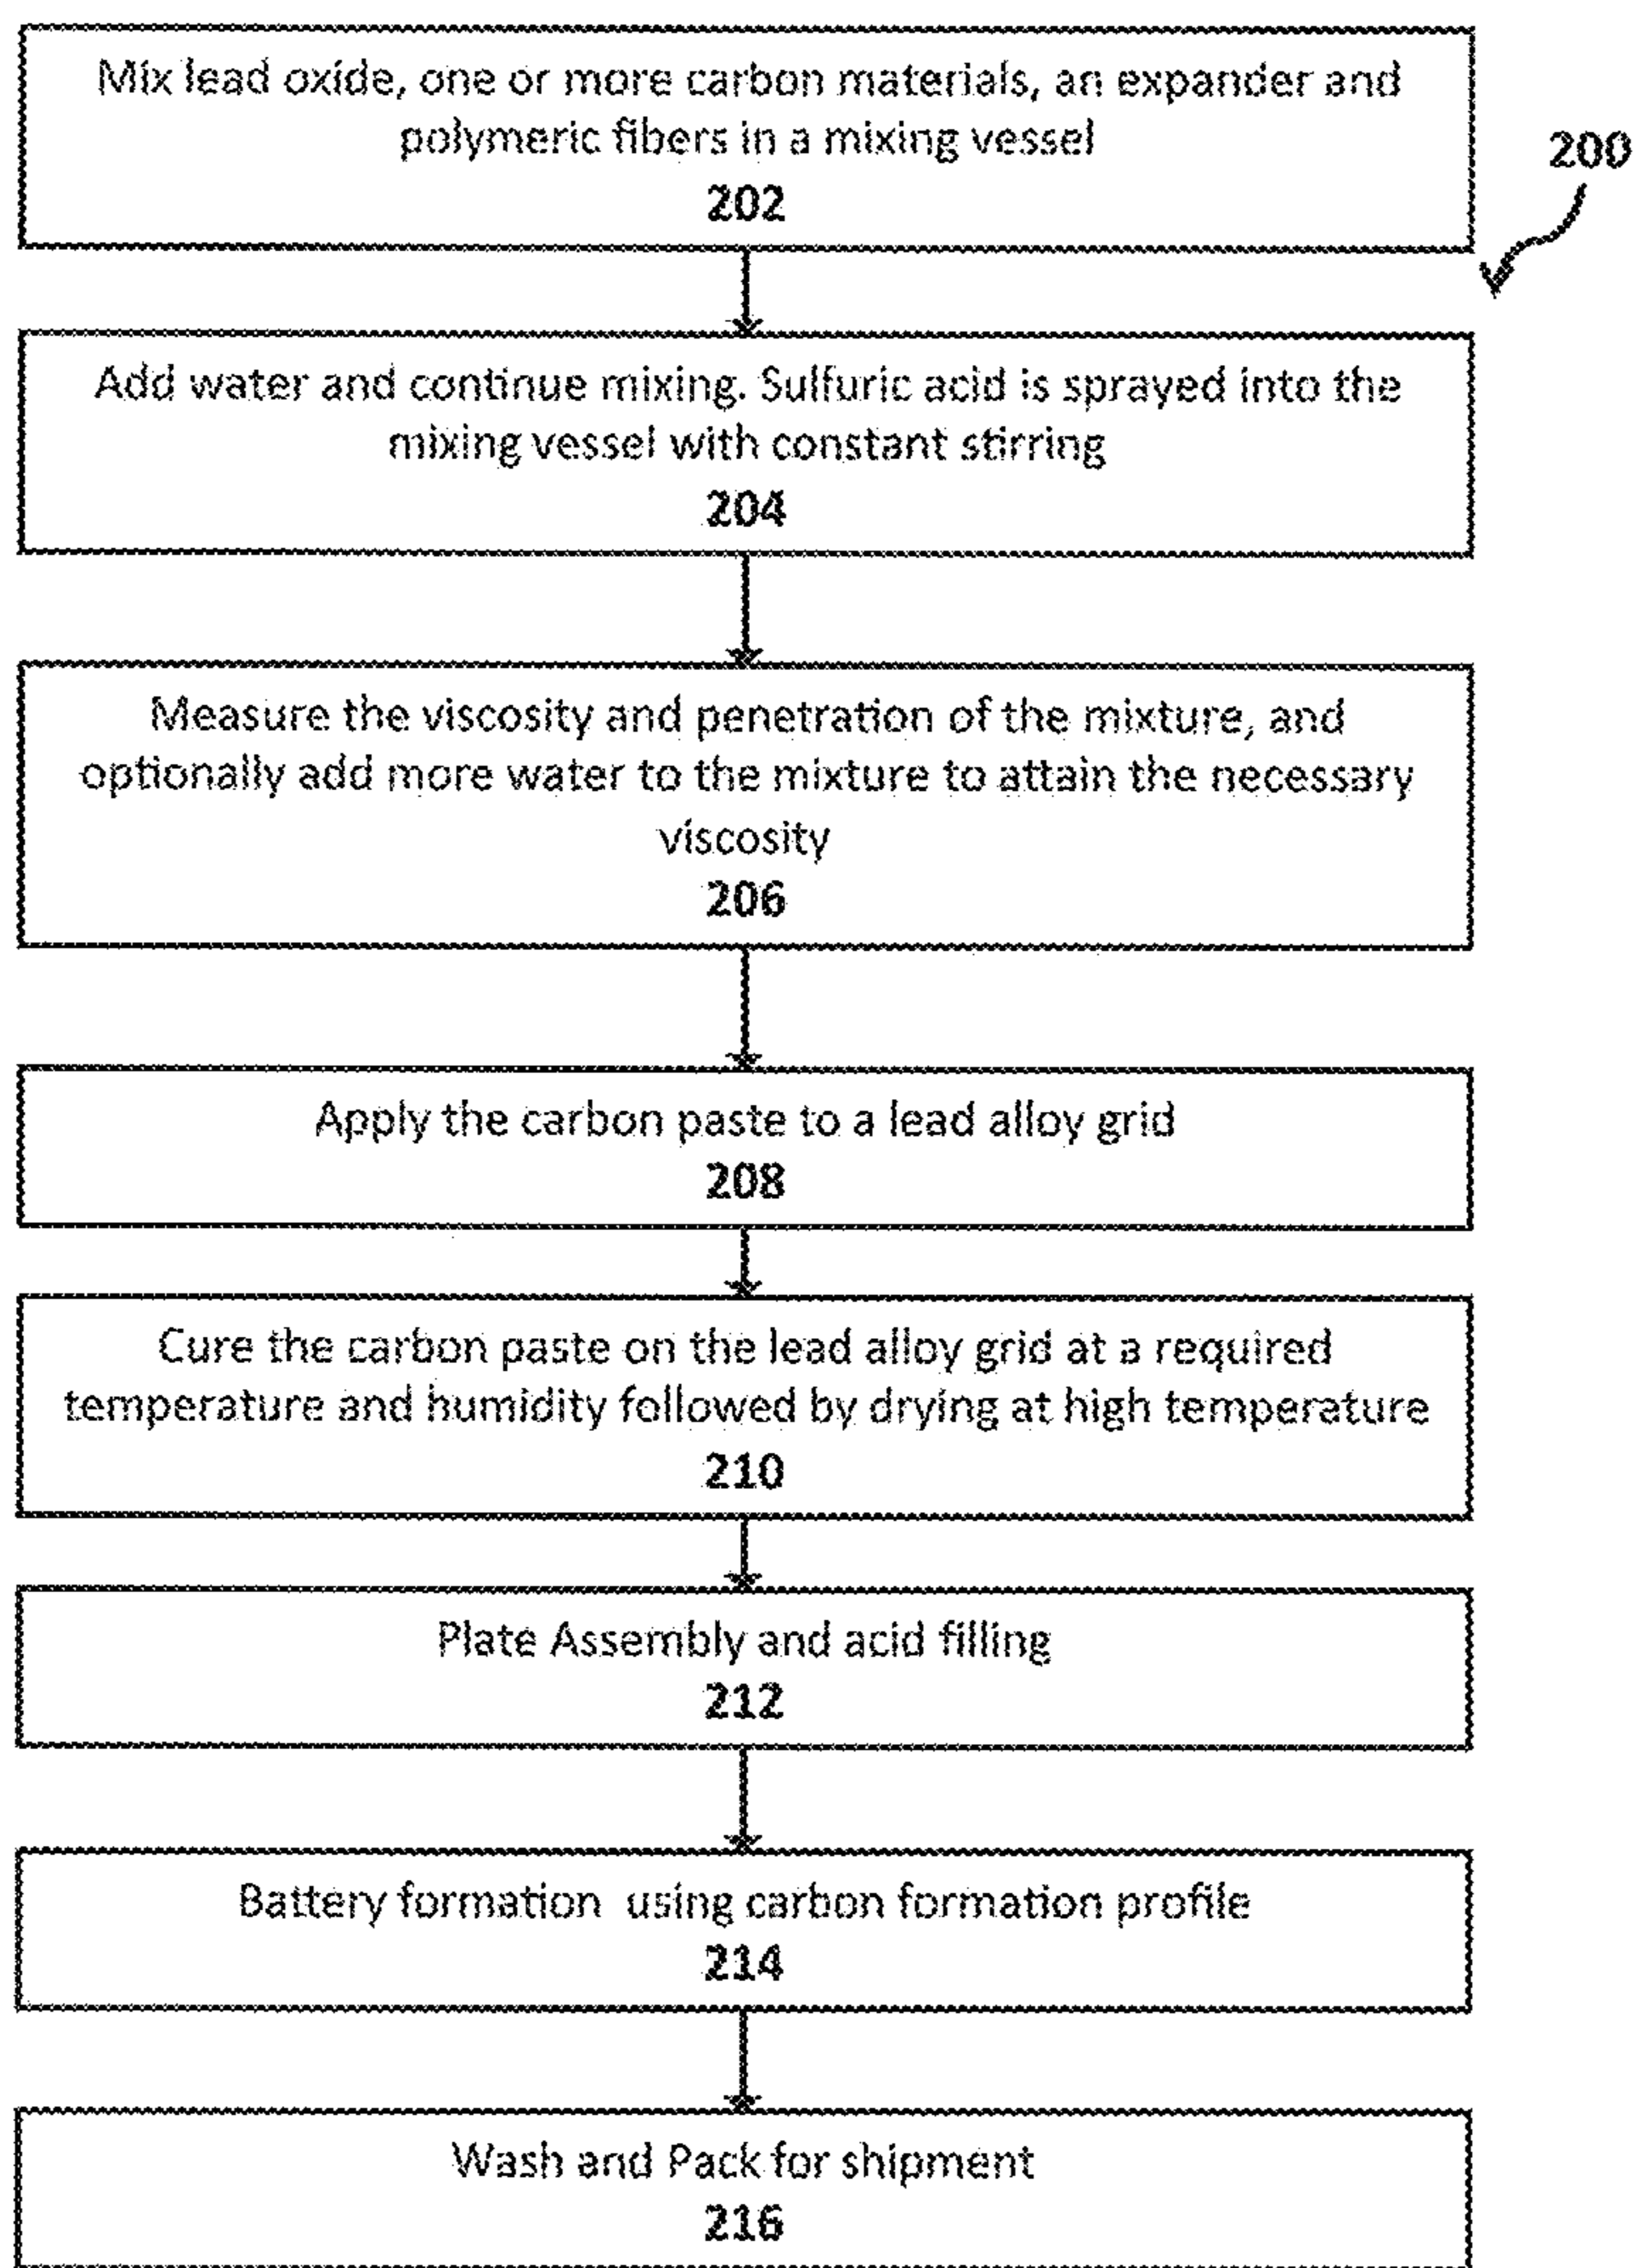 Mix lead oxide, one or more carbon materials, an expander and
polymeric fibers in a mixing vessel
202
200
Add water and continue mixing. Sulfuric acid is sprayed into the
mixing vessel with constant stirring
204
Measure the viscosity and penetration of the mixture, and
optionally add more water to the mixture to attain the necessary
viscosity
206
Apply the carbon paste to a lead alloy grid
208
Cure the carbon paste on the lead alloy grid at a required
temperature and humidity followed by drying at high temperature
210
Plate Assembly and acid filling
212
Battery formation using carbon formation profile
214
Wash and Pack for shipment
216